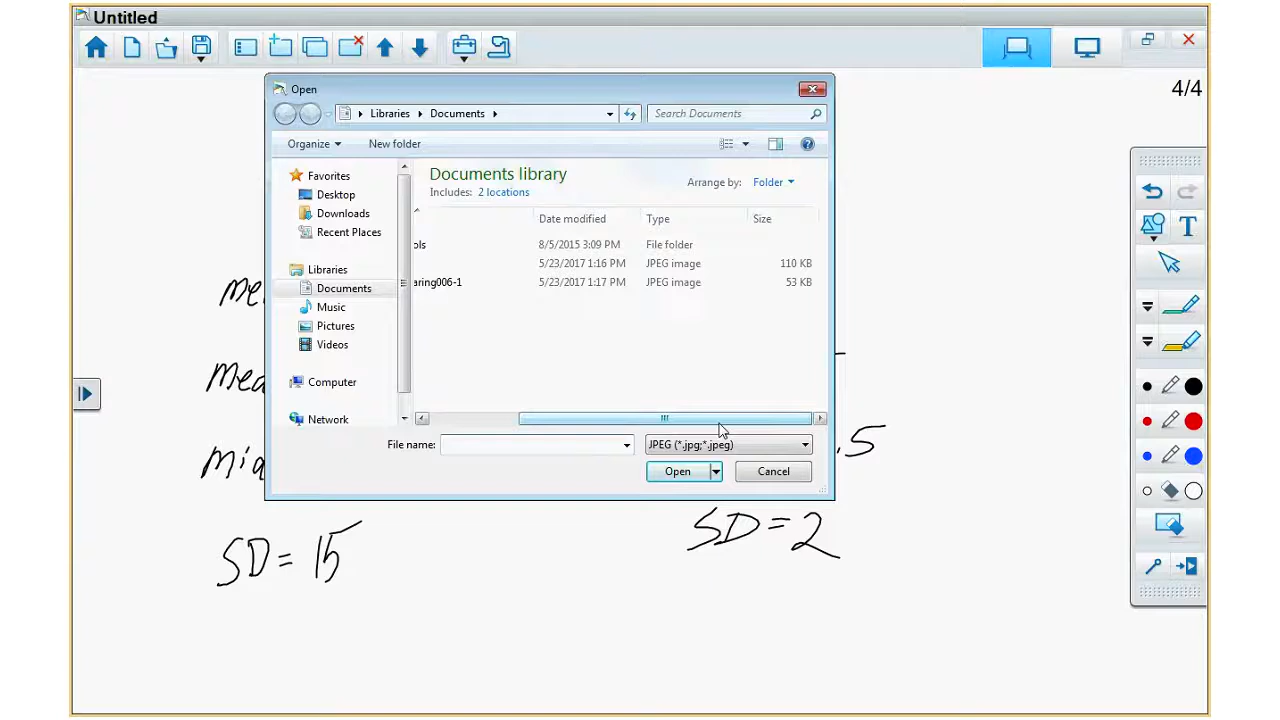 Untitled
4/4
Open
Libraries Documents
Search Documents
Organize New folder
Favorites
Desktop
Downloads
Recent Places
Libraries
Documents
Music
Pictures
Videos
Computer
Network
Documents library
Includes: 2 locations
Arrange by: Folder
Date modified Type Size
ols 8/5/2015 3:09 PM File folder
5/23/2017 1:16 PM JPEG image 110 KB
aring006-1 5/23/2017 1:17 PM JPEG image 53 KB
File name: JPEG (*.jpg;*.jpeg)
Open Cancel
T
.5
SD = 15
SD = 2